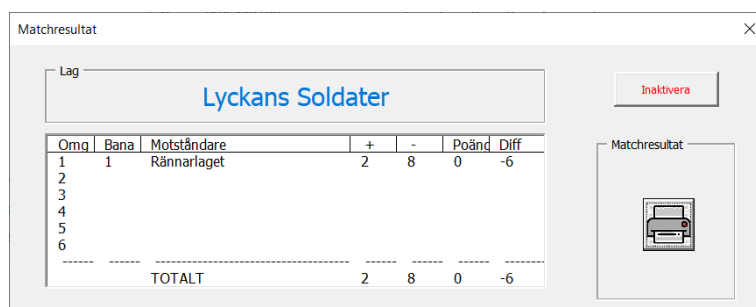 Matchresultat
Lag
Lyckans Soldater
Inaktivera
Omg Bana Motståndare + - Poäng Diff
1 1 Rännarlaget 2 8 0 -6
2
3
4
5
6
------ ------ ------------------------------------ ------ ------ ------ ------
TOTALT 2 8 0 -6
Matchresultat